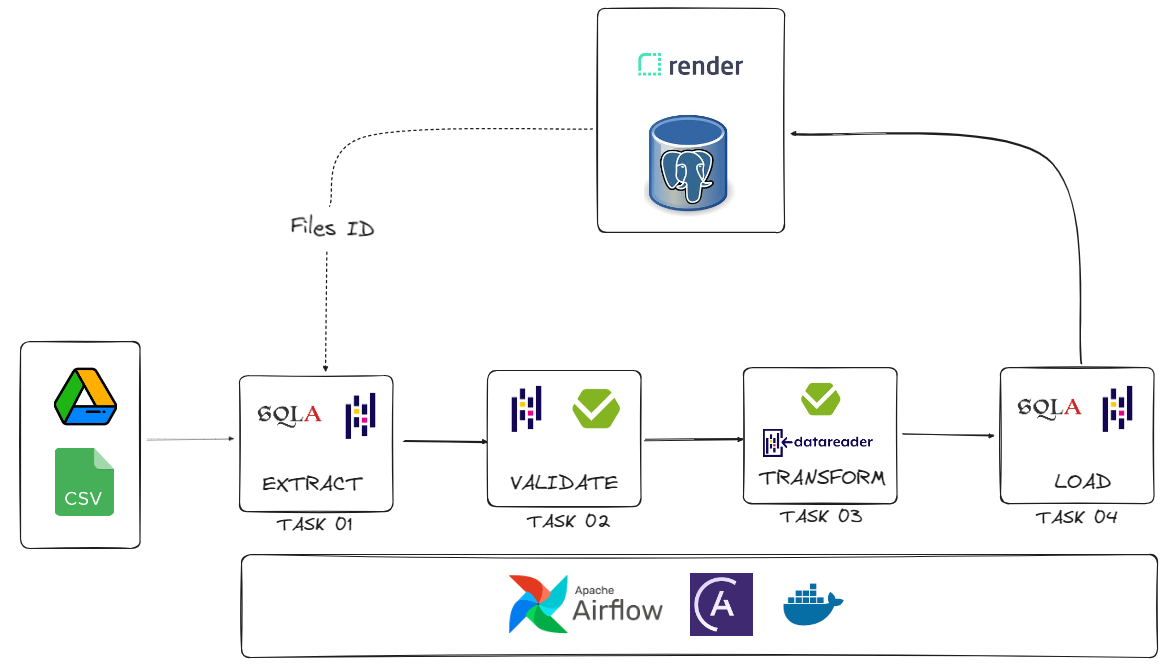 render
Files ID
CSV
SQLA
EXTRACT
TASK 01
VALIDATE
TASK 02
datareader
TRANSFORM
TASK 03
SQLA
LOAD
TASK 04
Apache
Airflow
A